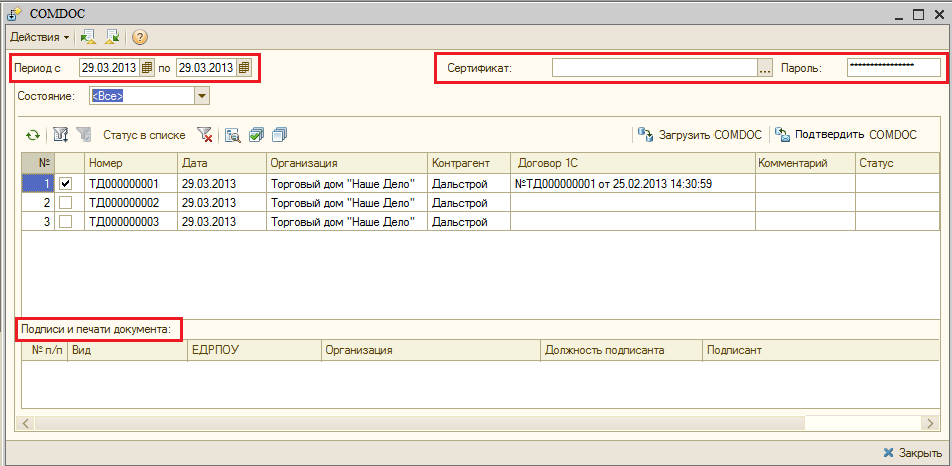 COMDOC
Действия
Период с 29.03.2013 по 29.03.2013 Сертификат: ... Пароль: ****************
Состояние: <Все>
Статус в списке Загрузить COMDOC Подтвердить COMDOC
№ Номер Дата Организация Контрагент Договор 1С Комментарий Статус
1 ТД000000001 29.03.2013 Торговый дом "Наше Дело" Дальстрой №ТД000000001 от 25.02.2013 14:30:59
2 ТД000000002 29.03.2013 Торговый дом "Наше Дело" Дальстрой
3 ТД000000003 29.03.2013 Торговый дом "Наше Дело" Дальстрой
Подписи и печати документа:
№ п/п Вид ЕДРПОУ Организация Должность подписанта Подписант
Закрыть